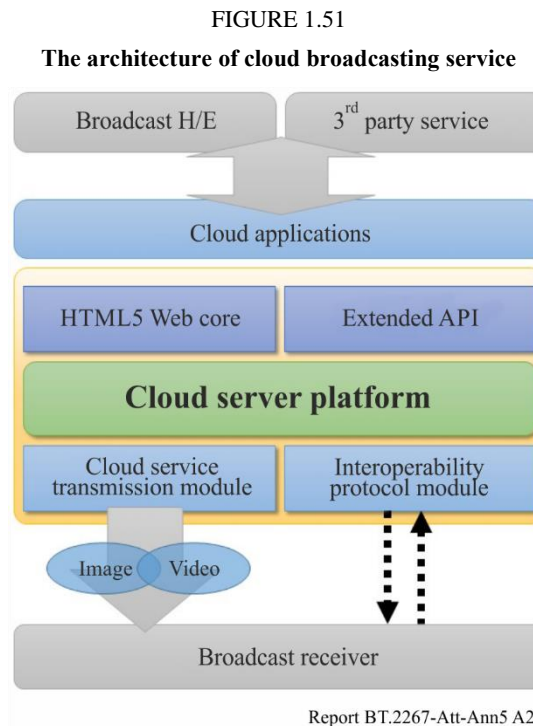 FIGURE 1.51
The architecture of cloud broadcasting service
Broadcast H/E
3rd party service
Cloud applications
HTML5 Web core
Extended API
Cloud server platform
Cloud service
transmission module
Interoperability
protocol module
Image
Video
Broadcast receiver
Report BT.2267-Att-Ann5 A2